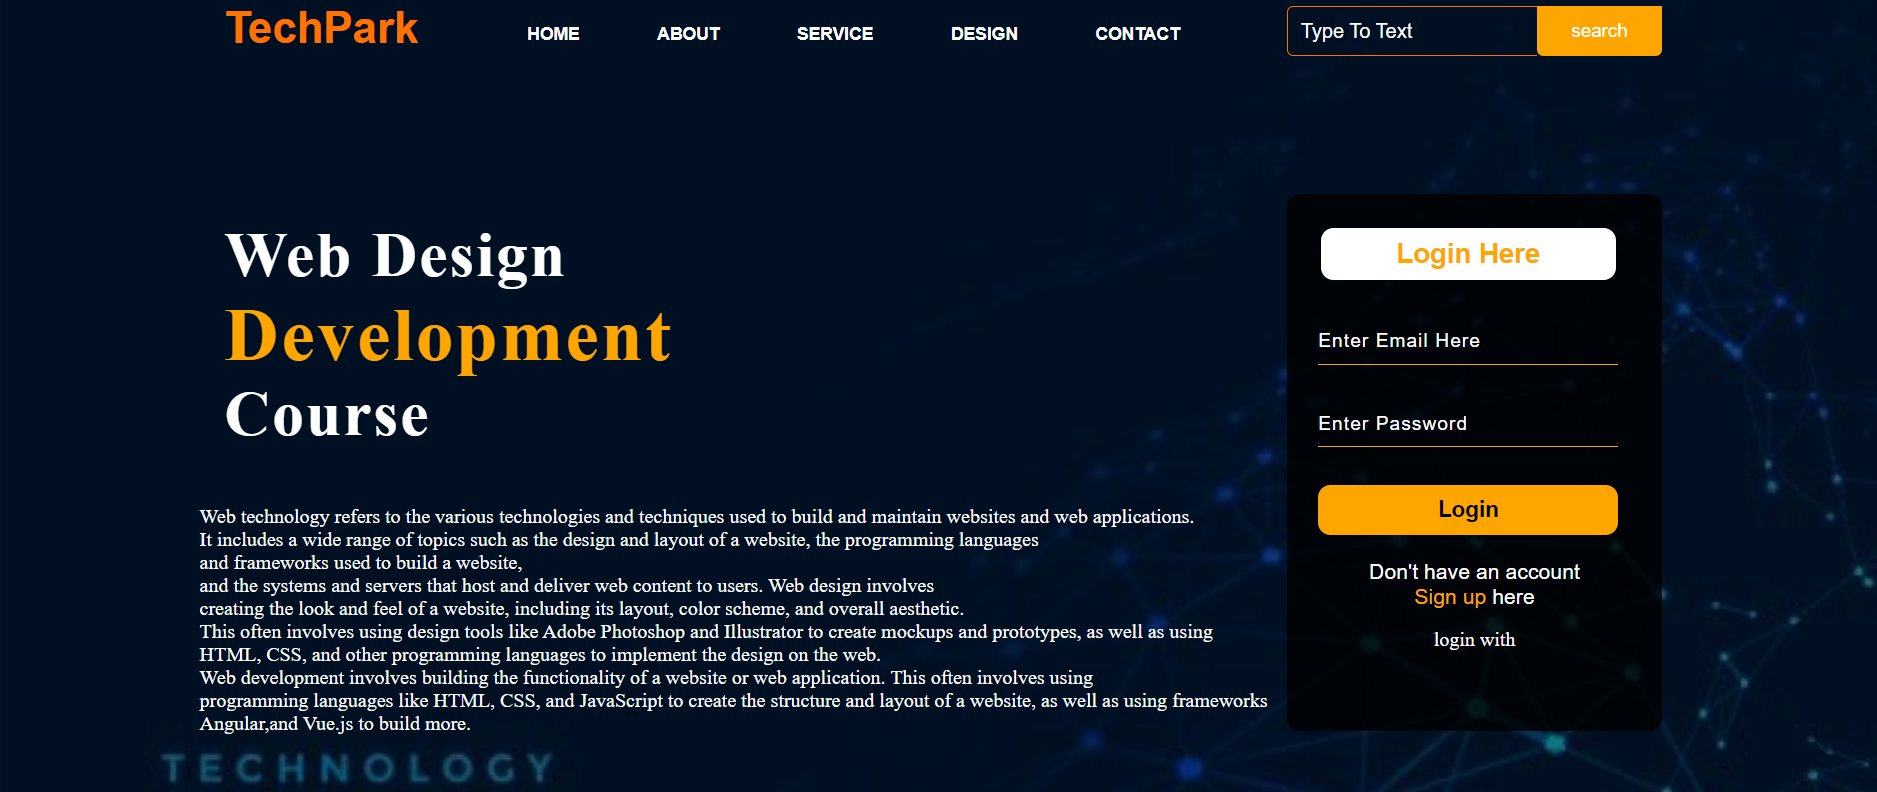 TechPark
HOME ABOUT SERVICE DESIGN CONTACT
Type To Text search
Web Design
Development
Course
Web technology refers to the various technologies and techniques used to build and maintain websites and web applications.
It includes a wide range of topics such as the design and layout of a website, the programming languages
and frameworks used to build a website,
and the systems and servers that host and deliver web content to users. Web design involves
creating the look and feel of a website, including its layout, color scheme, and overall aesthetic.
This often involves using design tools like Adobe Photoshop and Illustrator to create mockups and prototypes, as well as using
HTML, CSS, and other programming languages to implement the design on the web.
Web development involves building the functionality of a website or web application. This often involves using
programming languages like HTML, CSS, and JavaScript to create the structure and layout of a website, as well as using frameworks
Angular,and Vue.js to build more.
TECHNOLOGY
Login Here
Enter Email Here
Enter Password
Login
Don't have an account
Sign up here
login with